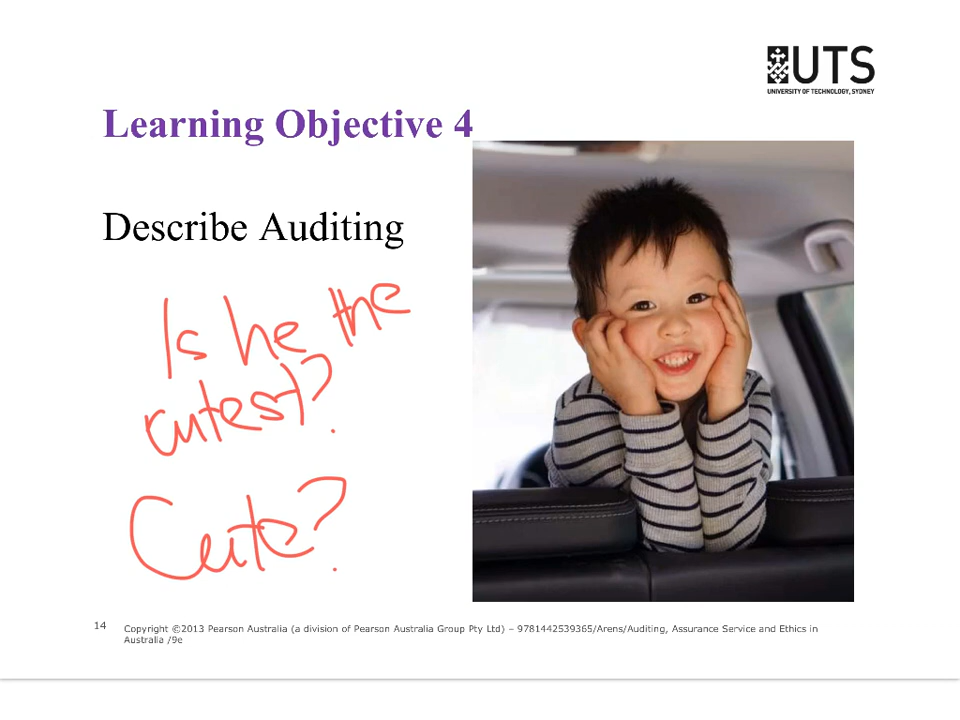 UTS
UNIVERSITY OF TECHNOLOGY, SYDNEY
Learning Objective 4
Describe Auditing
Is he the
cutest?
Cute?
14
Copyright ©2013 Pearson Australia (a division of Pearson Australia Group Pty Ltd) – 9781442539365/Arens/Auditing, Assurance Service and Ethics in
Australia /9e